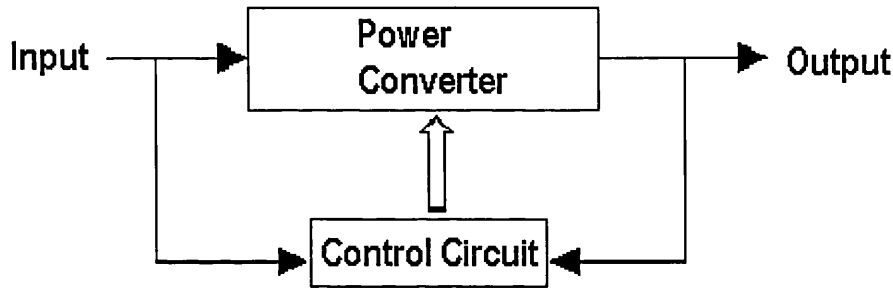 Input
Power
Converter
Output
Control Circuit